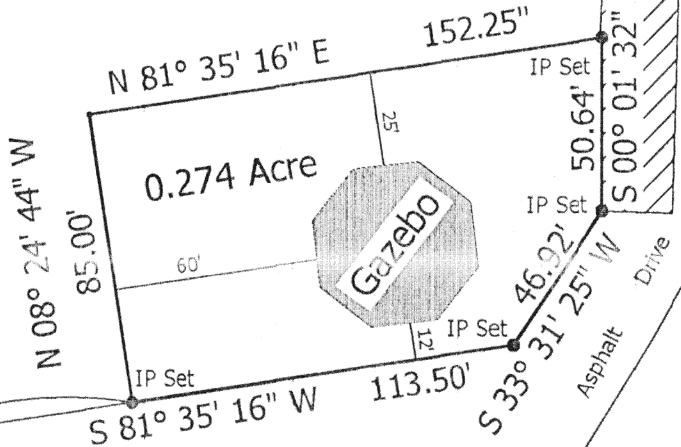 N 81° 35' 16" E
152.25"
IP Set
50.64'
S 00° 01' 32"
25'
0.274 Acre
N 08° 24' 44" W
85.00'
Gazebo
60'
IP Set
46.92'
S 33° 31' 25" W
Asphalt Drive
12'
IP Set
IP Set
S 81° 35' 16" W
113.50'